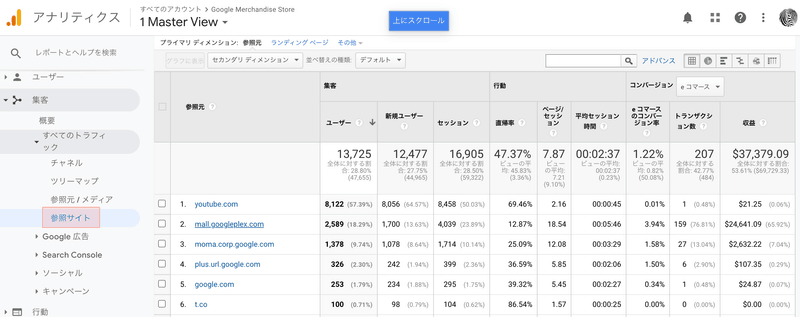 アナリティクス
すべてのアカウント > Google Merchandise Store
1 Master View
上にスクロール
レポートとヘルプを検索
ユーザー
集客
概要
すべてのトラフィック
チャネル
ツリーマップ
参照元 / メディア
参照サイト
Google 広告
Search Console
ソーシャル
キャンペーン
行動
プライマリ ディメンション: 参照元 ランディング ページ その他
グラフに表示 セカンダリ ディメンション 並べ替えの種類: デフォルト アドバンス
参照元 集客 行動 コンバージョン e コマース
ユーザー 新規ユーザー セッション 直帰率 ページ/セッション 平均セッション時間 e コマースのコンバージョン率 トランザクション数 収益
13,725 12,477 16,905 47.37% 7.87 00:02:37 1.22% 207 $37,379.09
全体に対する割合: 28.80% (47,655) 全体に対する割合: 27.75% (44,965) 全体に対する割合: 28.50% (59,322) ビューの平均: 45.83% (3.36%) ビューの平均: 7.21 (9.10%) ビューの平均: 00:02:37 (0.23%) ビューの平均: 0.82% (50.08%) 全体に対する割合: 42.77% (484) 全体に対する割合: 53.61% ($69,729.33)
1. youtube.com 8,122 (57.39%) 8,056 (64.57%) 8,458 (50.03%) 69.46% 2.16 00:00:45 0.01% 1 (0.48%) $21.25 (0.06%)
2. mall.googleplex.com 2,589 (18.29%) 1,700 (13.63%) 4,039 (23.89%) 12.87% 18.54 00:05:46 3.94% 159 (76.81%) $24,641.09 (65.92%)
3. moma.corp.google.com 1,378 (9.74%) 1,078 (8.64%) 1,714 (10.14%) 25.09% 12.08 00:03:29 1.58% 27 (13.04%) $2,632.22 (7.04%)
4. plus.url.google.com 326 (2.30%) 242 (1.94%) 399 (2.36%) 36.59% 5.85 00:02:06 1.50% 6 (2.90%) $107.35 (0.29%)
5. google.com 253 (1.79%) 234 (1.88%) 295 (1.75%) 39.32% 5.45 00:02:27 0.34% 1 (0.48%) $24.87 (0.07%)
6. t.co 100 (0.71%) 98 (0.79%) 104 (0.62%) 86.54% 1.57 00:00:25 0.00% 0 (0.00%) $0.00 (0.00%)